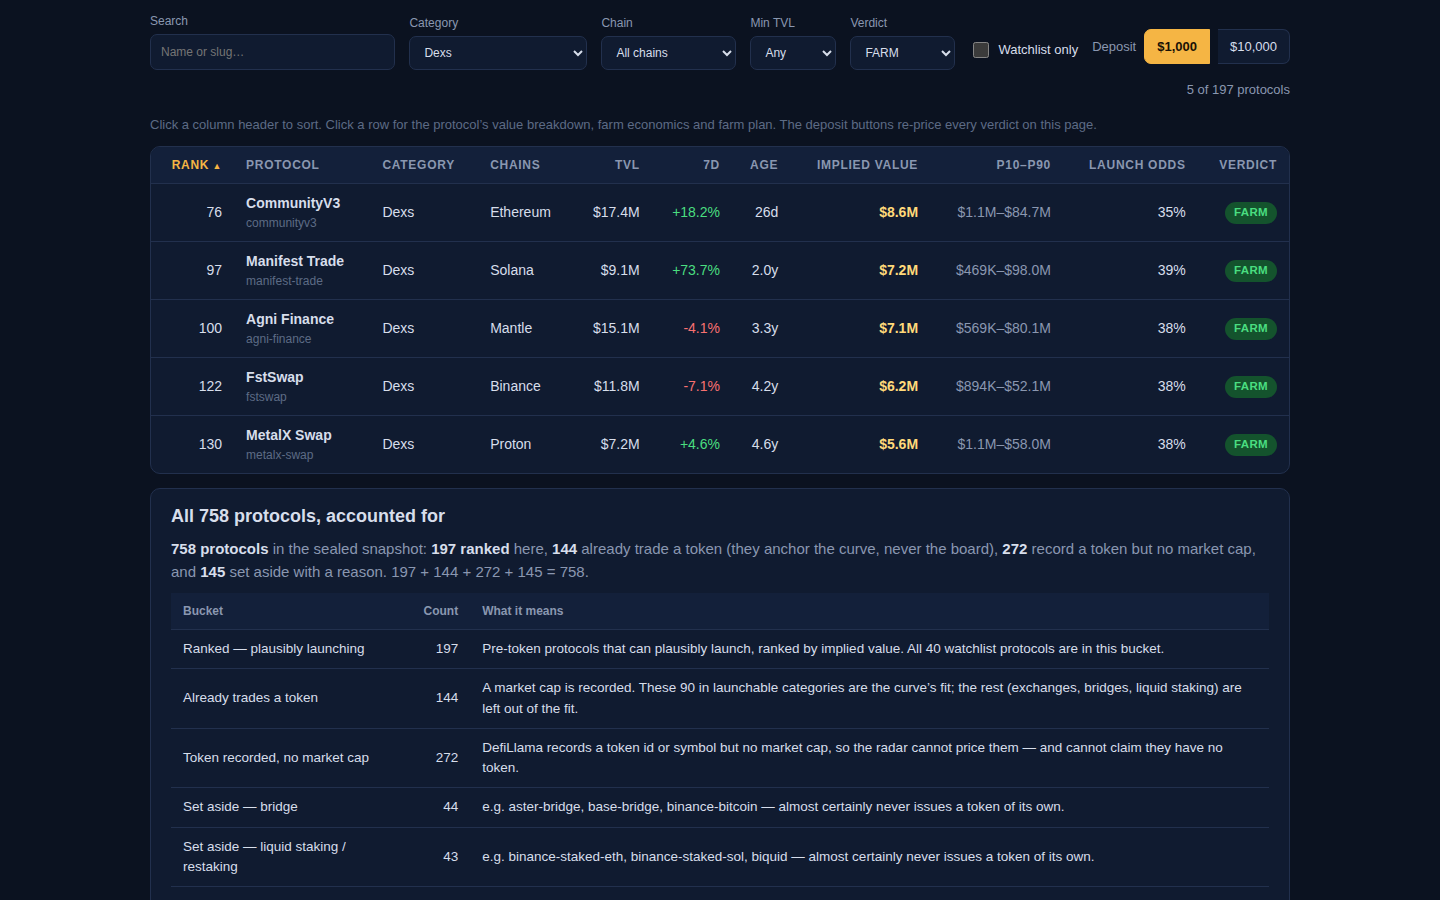 Search
Category
Chain
Min TVL
Verdict
Name or slug…
Dexs
All chains
Any
FARM
Watchlist only
Deposit
$1,000
$10,000
5 of 197 protocols
Click a column header to sort. Click a row for the protocol’s value breakdown, farm economics and farm plan. The deposit buttons re-price every verdict on this page.
RANK ▲ PROTOCOL CATEGORY CHAINS TVL 7D AGE IMPLIED VALUE P10–P90 LAUNCH ODDS VERDICT
76 CommunityV3 Dexs Ethereum $17.4M +18.2% 26d $8.6M $1.1M–$84.7M 35% FARM
communityv3
97 Manifest Trade Dexs Solana $9.1M +73.7% 2.0y $7.2M $469K–$98.0M 39% FARM
manifest-trade
100 Agni Finance Dexs Mantle $15.1M -4.1% 3.3y $7.1M $569K–$80.1M 38% FARM
agni-finance
122 FstSwap Dexs Binance $11.8M -7.1% 4.2y $6.2M $894K–$52.1M 38% FARM
fstswap
130 MetalX Swap Dexs Proton $7.2M +4.6% 4.6y $5.6M $1.1M–$58.0M 38% FARM
metalx-swap
All 758 protocols, accounted for
758 protocols in the sealed snapshot: 197 ranked here, 144 already trade a token (they anchor the curve, never the board), 272 record a token but no market cap,
and 145 set aside with a reason. 197 + 144 + 272 + 145 = 758.
Bucket Count What it means
Ranked — plausibly launching 197 Pre-token protocols that can plausibly launch, ranked by implied value. All 40 watchlist protocols are in this bucket.
Already trades a token 144 A market cap is recorded. These 90 in launchable categories are the curve’s fit; the rest (exchanges, bridges, liquid staking) are
left out of the fit.
Token recorded, no market cap 272 DefiLlama records a token id or symbol but no market cap, so the radar cannot price them — and cannot claim they have no
token.
Set aside — bridge 44 e.g. aster-bridge, base-bridge, binance-bitcoin — almost certainly never issues a token of its own.
Set aside — liquid staking /
restaking 43 e.g. binance-staked-eth, binance-staked-sol, biquid — almost certainly never issues a token of its own.